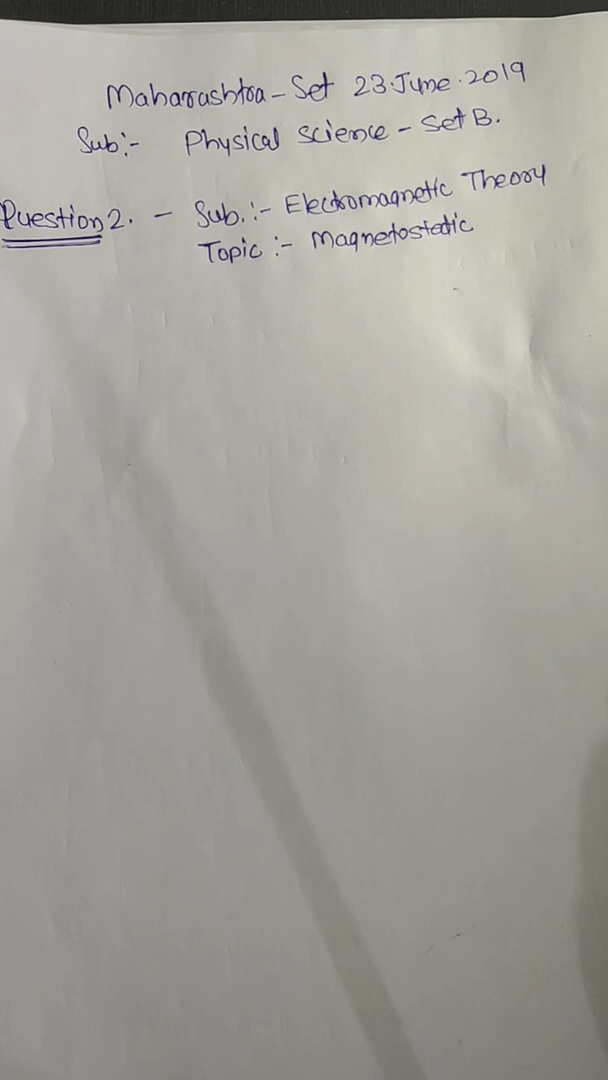 Maharashtra - Set 23 June. 2019
Sub:- Physical science - Set B.
Question 2. - Sub. :- Electromagnetic Theory
Topic :- Magnetostatic